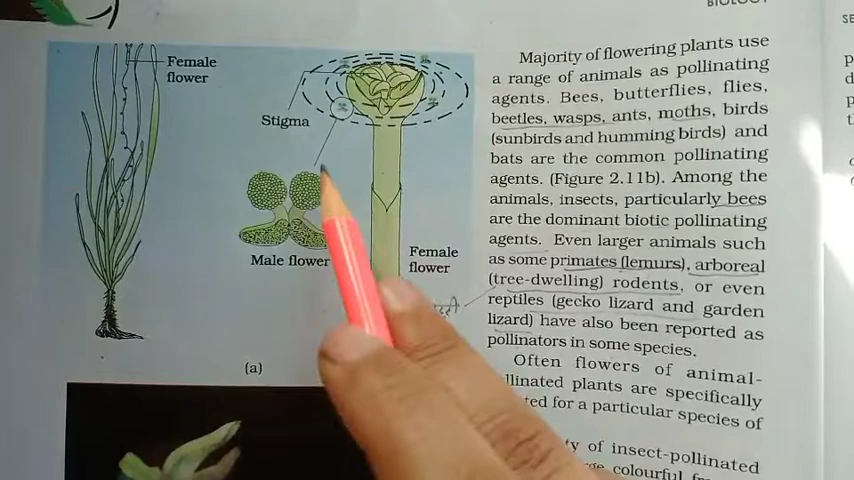 BIOLOGY
Female
flower
Stigma
Male flower
Female
flower
(a)
Majority of flowering plants use
a range of animals as pollinating
agents. Bees, butterflies, flies,
beetles, wasps, ants, moths, birds
(sunbirds and humming birds) and
bats are the common pollinating
agents. (Figure 2.11b). Among the
animals, insects, particularly bees
are the dominant biotic pollinating
agents. Even larger animals such
as some primates (lemurs), arboreal
(tree-dwelling) rodents, or even
reptiles (gecko lizard and garden
lizard) have also been reported as
pollinators in some species.
Often flowers of animal-
pollinated plants are specifically
for a particular species of
of insect-pollinated
colourful